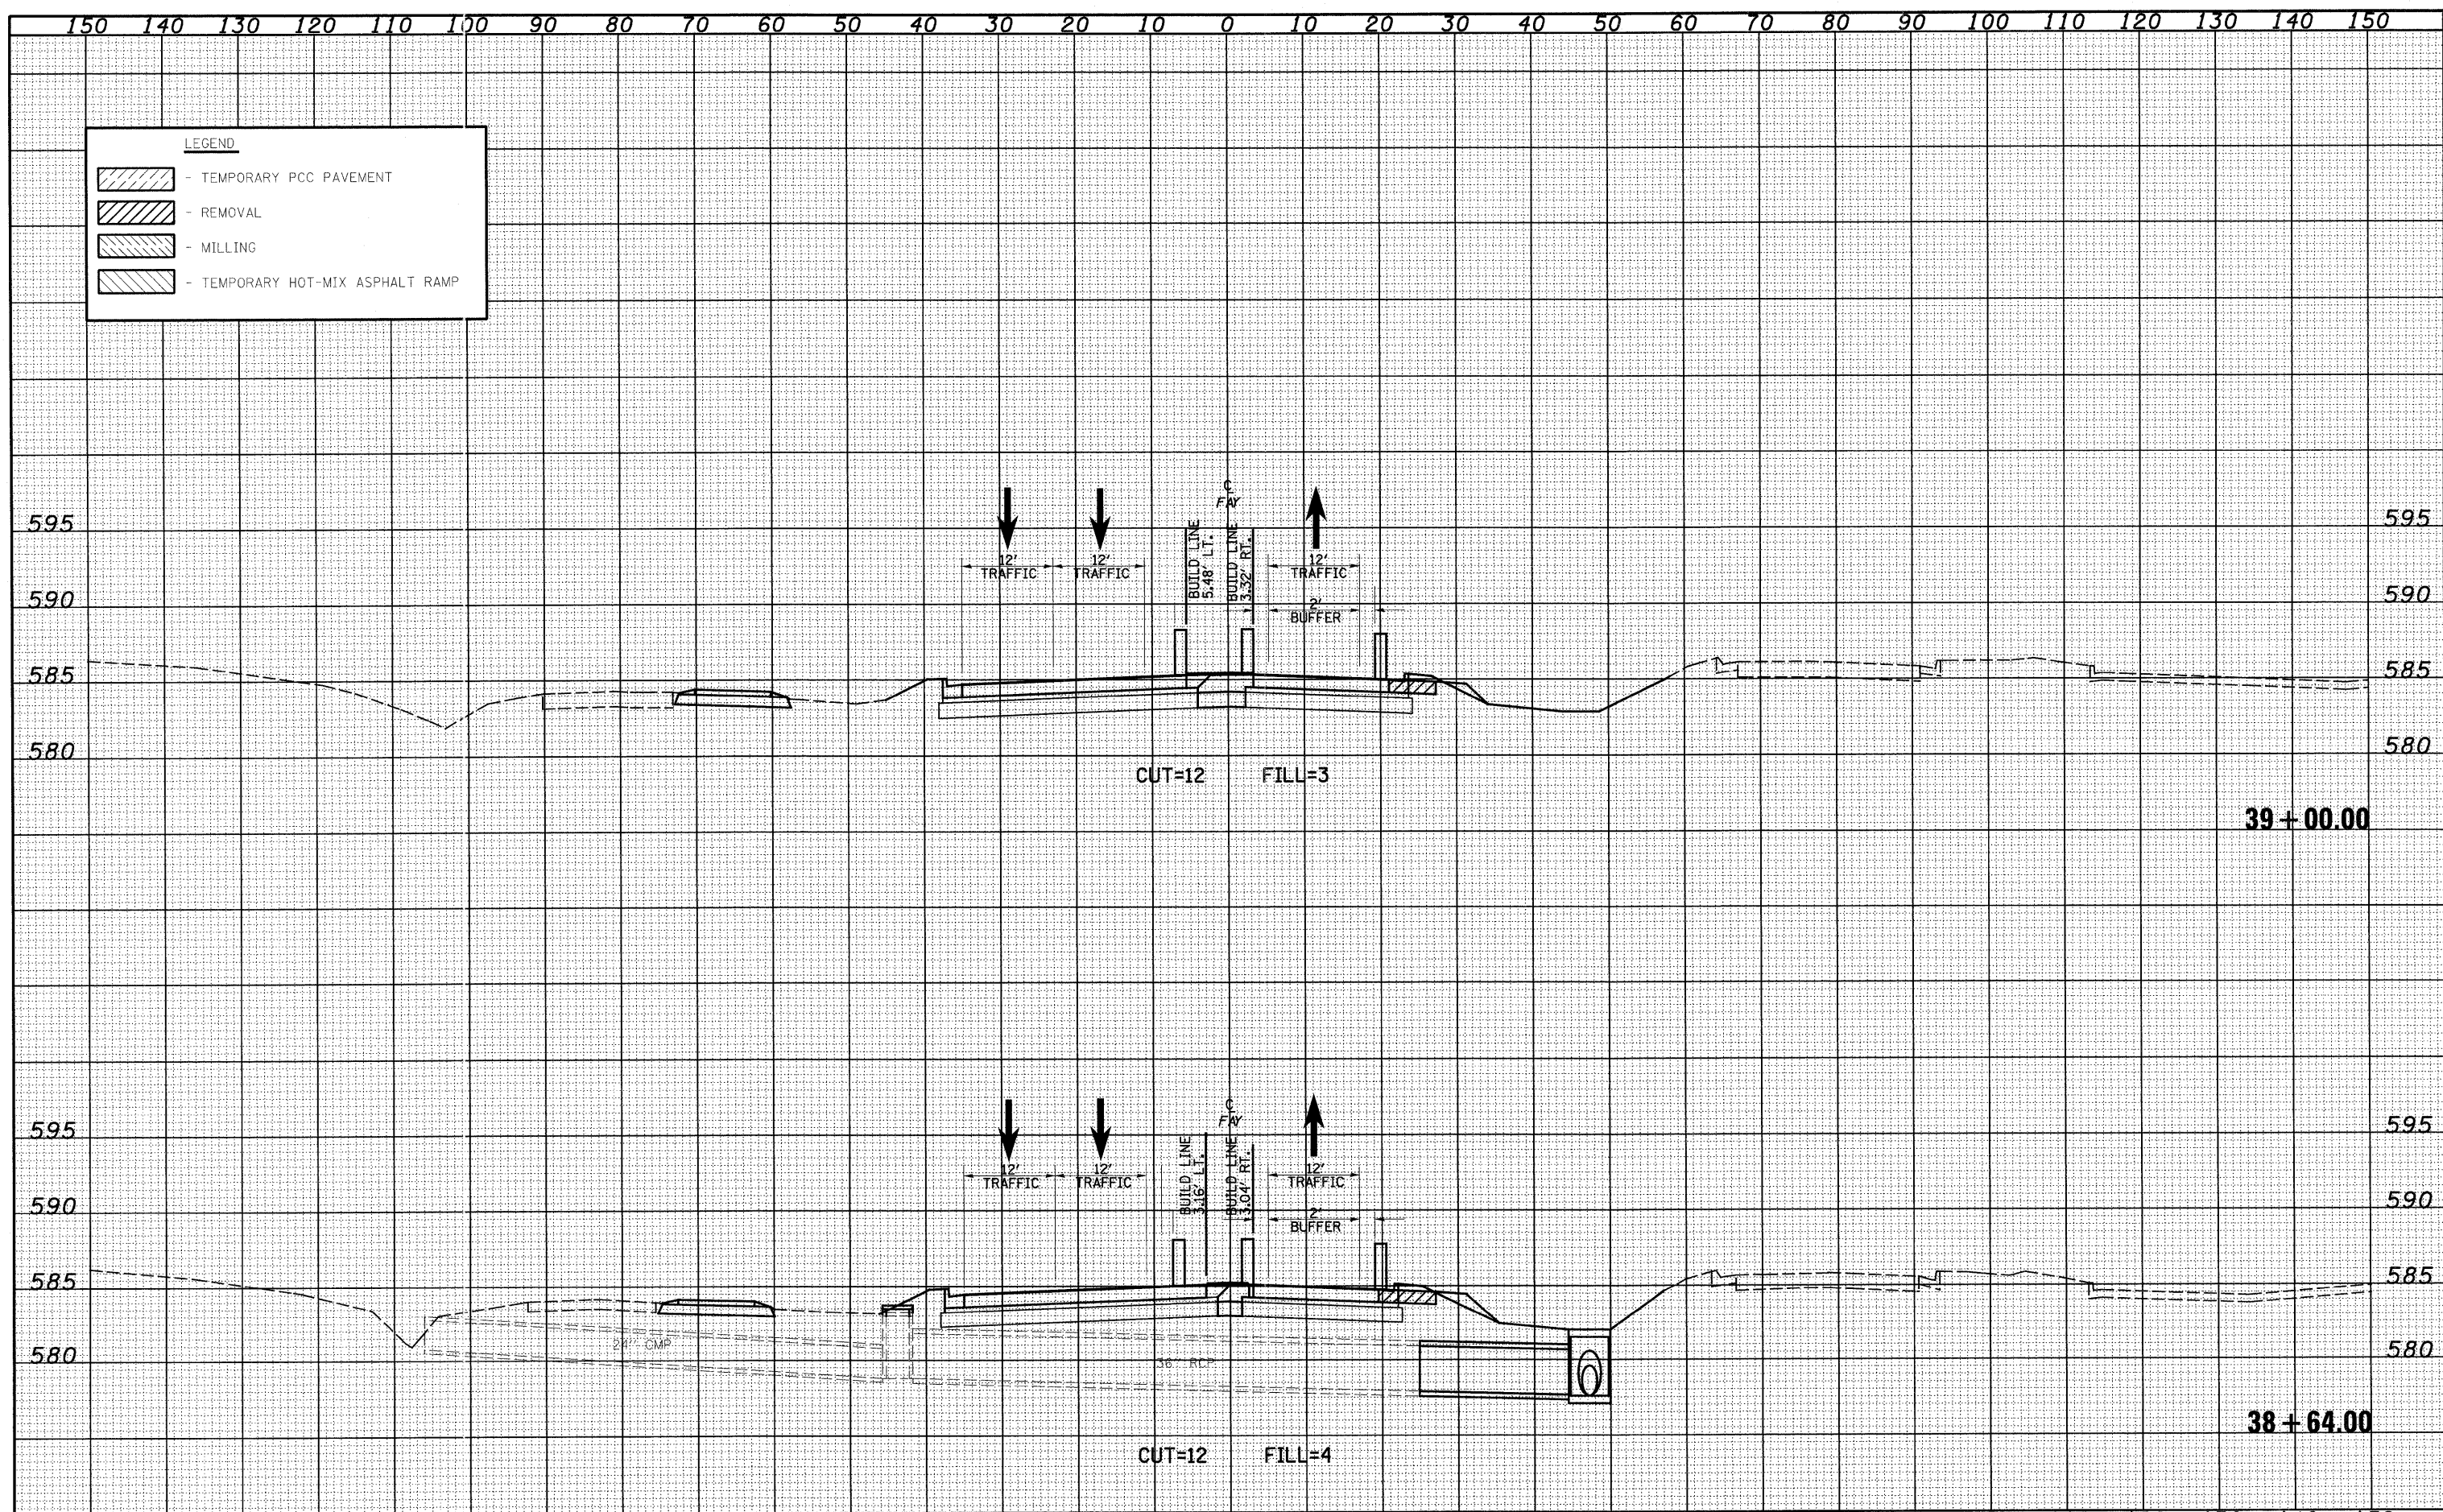 150 140 130 120 110 100 90 80 70 60 50 40 30 20 10 0 10 20 30 40 50 60 70 80 90 100 110 120 130 140 150
LEGEND
- TEMPORARY PCC PAVEMENT
- REMOVAL
- MILLING
- TEMPORARY HOT-MIX ASPHALT RAMP
℄
FAY
595 595
BUILD LINE
5.48' LT.
BUILD LINE
3.32' RT.
12' 12' 12'
TRAFFIC TRAFFIC TRAFFIC
590 590
2'
BUFFER
585 585
580 580
CUT=12 FILL=3
39+00.00
℄
FAY
595 595
BUILD LINE
3.16' LT.
BUILD LINE
3.04' RT.
12' 12' 12'
TRAFFIC TRAFFIC TRAFFIC
590 590
2'
BUFFER
585 585
24" CMP
36" RCP
580 580
38+64.00
CUT=12 FILL=4